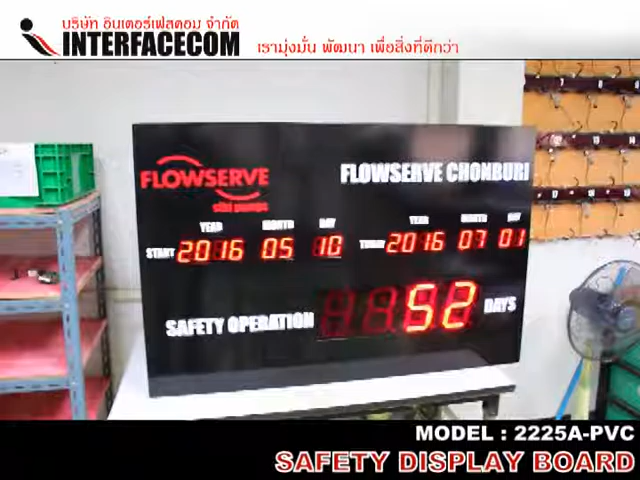 บริษัท อินเตอร์เฟสคอม จำกัด
INTERFACECOM
เรามุ่งมั่น พัฒนา เพื่อสิ่งที่ดีกว่า
FLOWSERVE
SIHI pumps
FLOWSERVE CHONBURI
YEAR MONTH DAY
START 2016 05 10
YEAR MONTH DAY
TODAY 2016 07 01
SAFETY OPERATION 52 DAYS
MODEL : 2225A-PVC
SAFETY DISPLAY BOARD